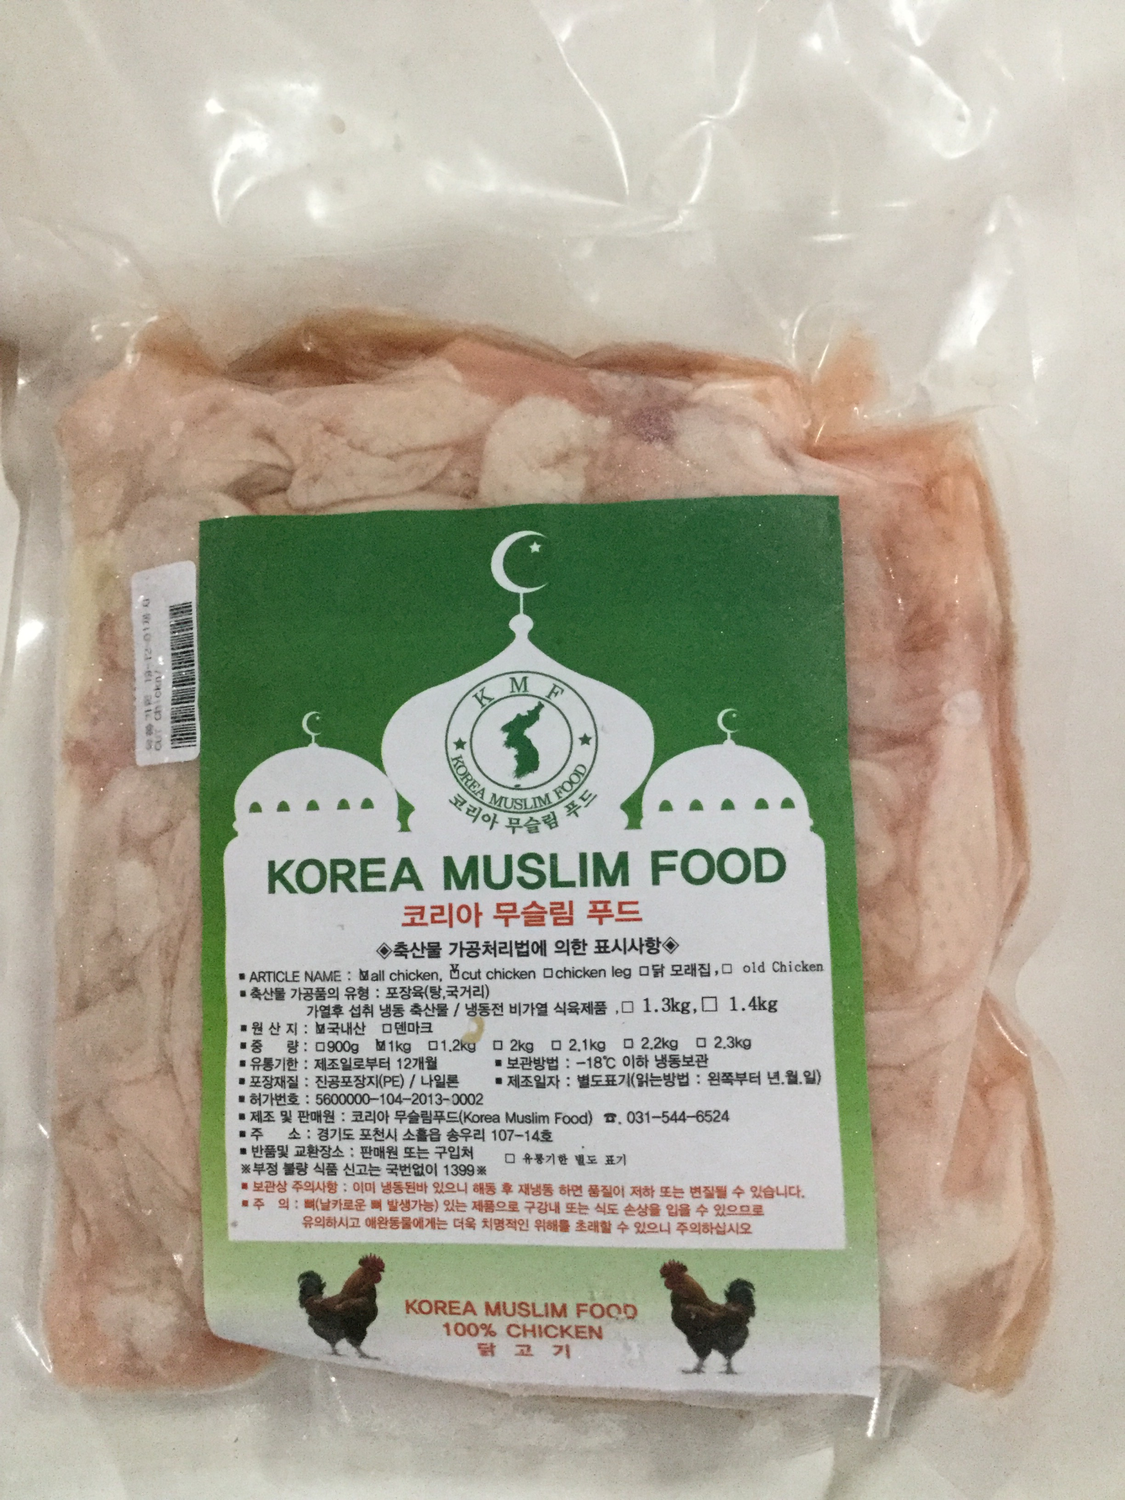 KMF
KOREA MUSLIM FOOD
코리아 무슬림 푸드
KOREA MUSLIM FOOD
코리아 무슬림 푸드
◈축산물 가공처리법에 의한 표시사항◈
▪ ARTICLE NAME : ☑all chicken, ☑cut chicken □chicken leg □닭 모래집,□ old Chicken
▪ 축산물 가공품의 유형 : 포장육(탕,국거리)
가열후 섭취 냉동 축산물 / 냉동전 비가열 식육제품 ,□ 1.3kg,□ 1.4kg
▪ 원 산 지 : ☑국내산 □덴마크
▪ 중 량 : □900g ☑1kg □1.2kg □ 2kg □ 2.1kg □ 2.2kg □ 2.3kg
▪ 유통기한 : 제조일로부터 12개월 ▪ 보관방법 : -18℃ 이하 냉동보관
▪ 포장재질 : 진공포장지(PE) / 나일론 ▪ 제조일자 : 별도표기(읽는방법 : 왼쪽부터 년.월.일)
▪ 허가번호 : 5600000-104-2013-0002
▪ 제조 및 판매원 : 코리아 무슬림푸드(Korea Muslim Food) ☎. 031-544-6524
▪ 주 소 : 경기도 포천시 소흘읍 송우리 107-14호
▪ 반품및 교환장소 : 판매원 또는 구입처 □ 유통기한 별도 표기
※부정 불량 식품 신고는 국번없이 1399※
▪ 보관상 주의사항 : 이미 냉동된바 있으니 해동 후 재냉동 하면 품질이 저하 또는 변질될 수 있습니다.
▪ 주 의 : 뼈(날카로운 뼈 발생가능) 있는 제품으로 구강내 또는 식도 손상을 입을 수 있으므로
유의하시고 애완동물에게는 더욱 치명적인 위해를 초래할 수 있으니 주의하십시오
KOREA MUSLIM FOOD
100% CHICKEN
닭 고 기